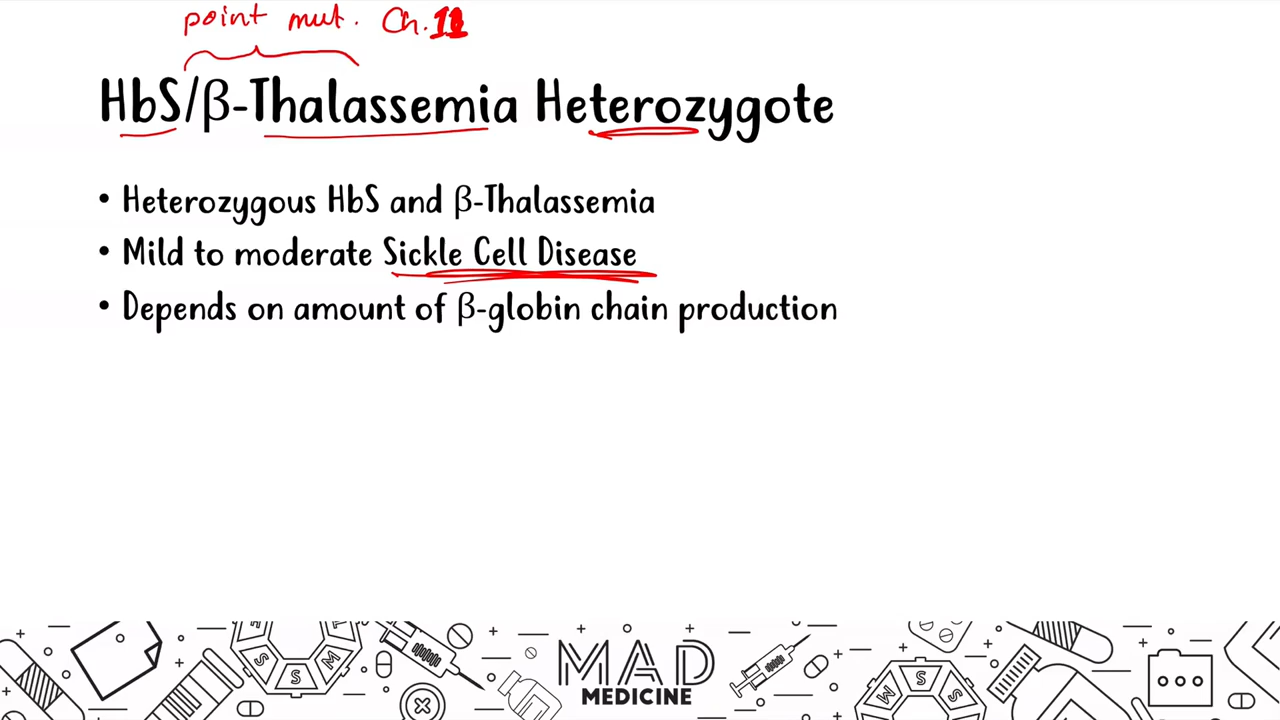 point mut. Ch.11
HbS/β-Thalassemia Heterozygote
• Heterozygous HbS and β-Thalassemia
• Mild to moderate Sickle Cell Disease
• Depends on amount of β-globin chain production
MAD
MEDICINE